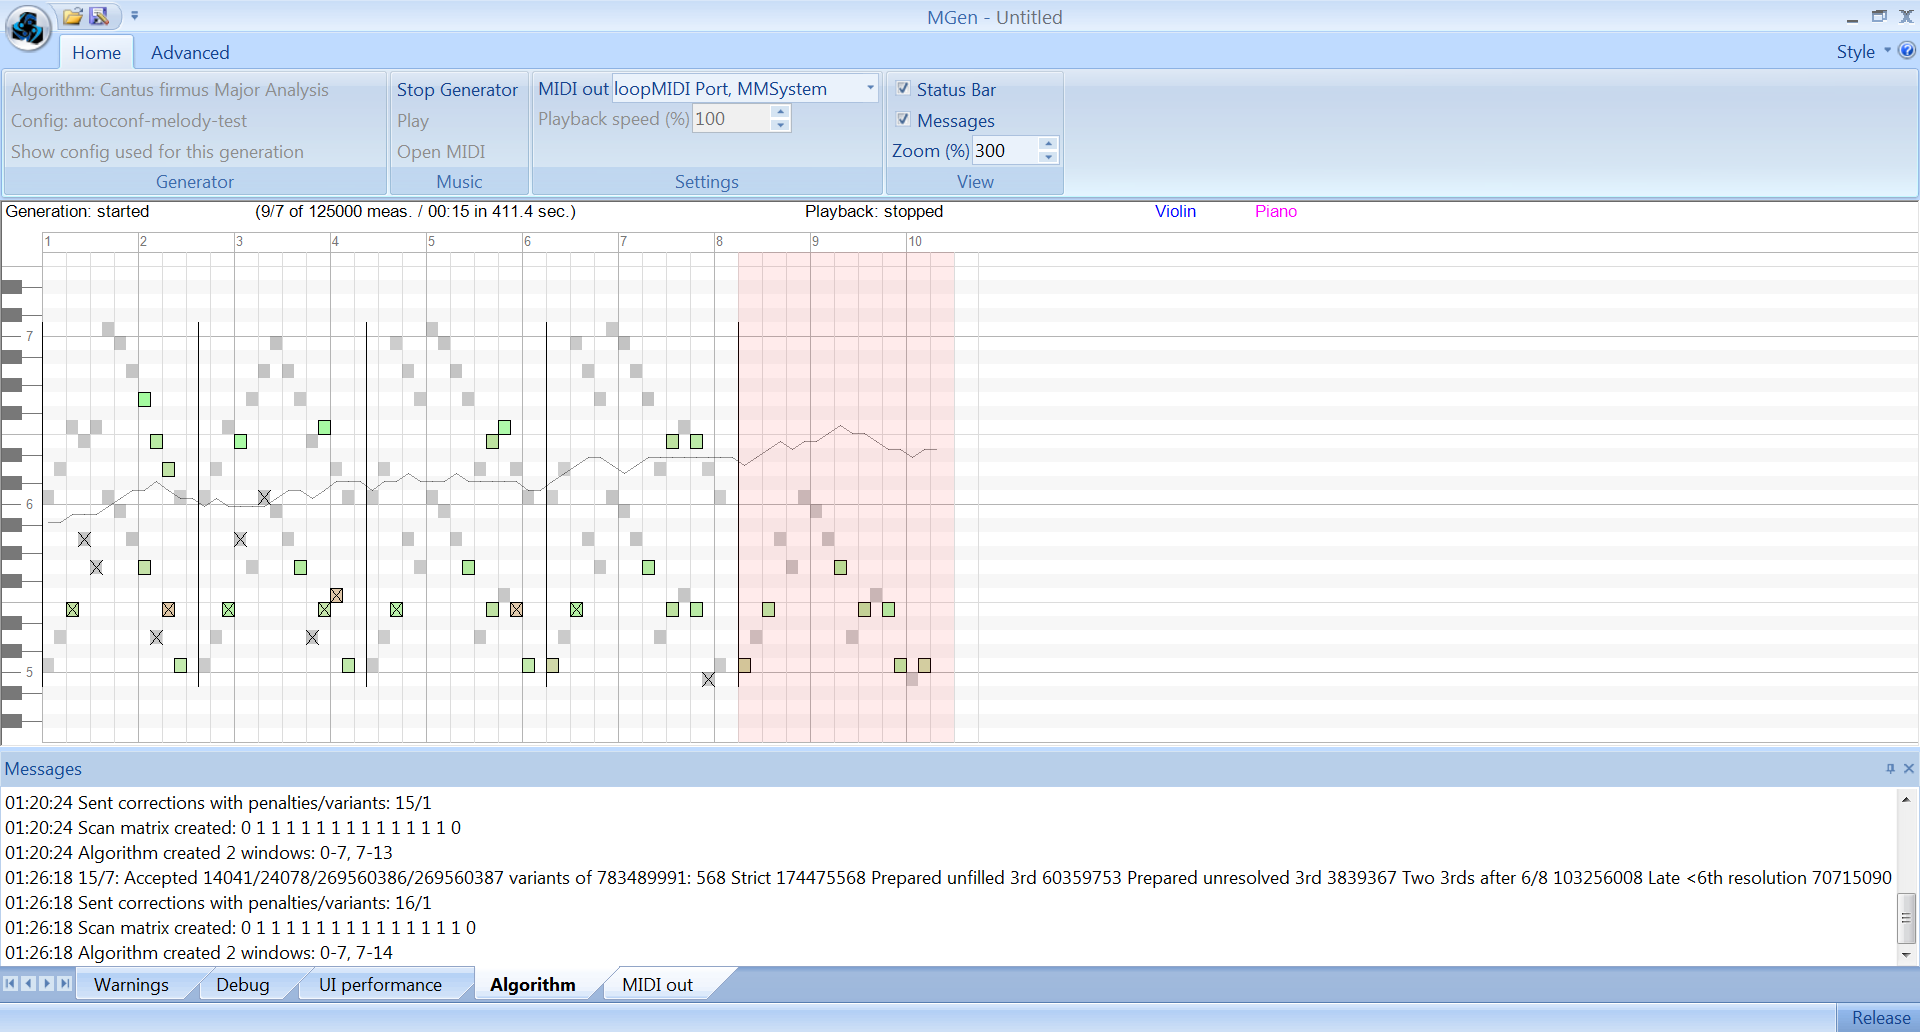 MGen - Untitled
Home Advanced Style
Algorithm: Cantus firmus Major Analysis
Config: autoconf-melody-test
Show config used for this generation
Generator
Stop Generator
Play
Open MIDI
Music
MIDI out loopMIDI Port, MMSystem
Playback speed (%) 100
Settings
Status Bar
Messages
Zoom (%) 300
View
Generation: started (9/7 of 125000 meas. / 00:15 in 411.4 sec.) Playback: stopped Violin Piano
1 2 3 4 5 6 7 8 9 10
7
6
5
Messages
01:20:24 Sent corrections with penalties/variants: 15/1
01:20:24 Scan matrix created: 0 1 1 1 1 1 1 1 1 1 1 1 1 1 0
01:20:24 Algorithm created 2 windows: 0-7, 7-13
01:26:18 15/7: Accepted 14041/24078/269560386/269560387 variants of 783489991: 568 Strict 174475568 Prepared unfilled 3rd 60359753 Prepared unresolved 3rd 3839367 Two 3rds after 6/8 103256008 Late <6th resolution 70715090
01:26:18 Sent corrections with penalties/variants: 16/1
01:26:18 Scan matrix created: 0 1 1 1 1 1 1 1 1 1 1 1 1 1 1 0
01:26:18 Algorithm created 2 windows: 0-7, 7-14
Warnings Debug UI performance Algorithm MIDI out
Release